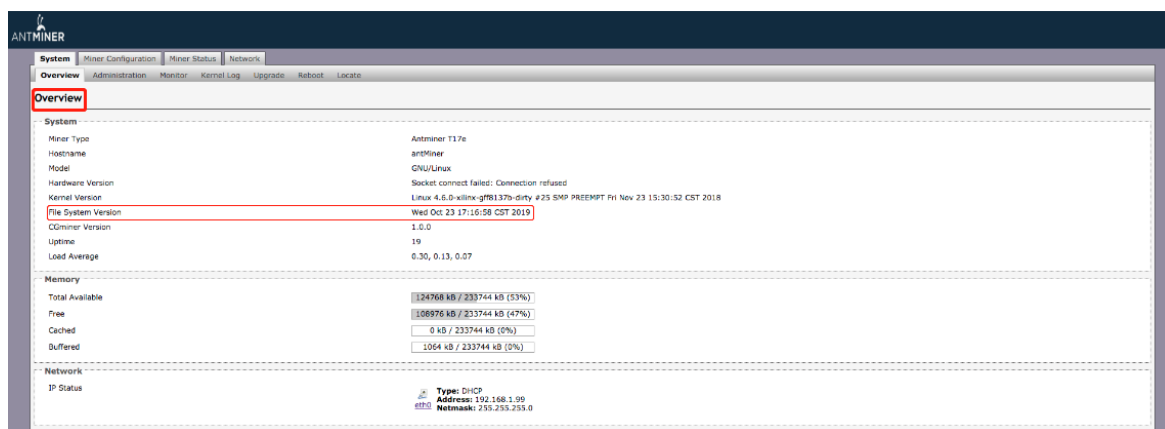 ANTMINER
System Miner Configuration Miner Status Network
Overview Administration Monitor Kernel Log Upgrade Reboot Locate
Overview
System
Miner Type Antminer T17e
Hostname antMiner
Model GNU/Linux
Hardware Version Socket connect failed: Connection refused
Kernel Version Linux 4.6.0-xilinx-gff8137b-dirty #25 SMP PREEMPT Fri Nov 23 15:30:52 CST 2018
File System Version Wed Oct 23 17:16:58 CST 2019
CGminer Version 1.0.0
Uptime 19
Load Average 0.30, 0.13, 0.07
Memory
Total Available 124768 kB / 233744 kB (53%)
Free 108976 kB / 233744 kB (47%)
Cached 0 kB / 233744 kB (0%)
Buffered 1064 kB / 233744 kB (0%)
Network
IP Status Type: DHCP
Address: 192.168.1.99
eth0 Netmask: 255.255.255.0